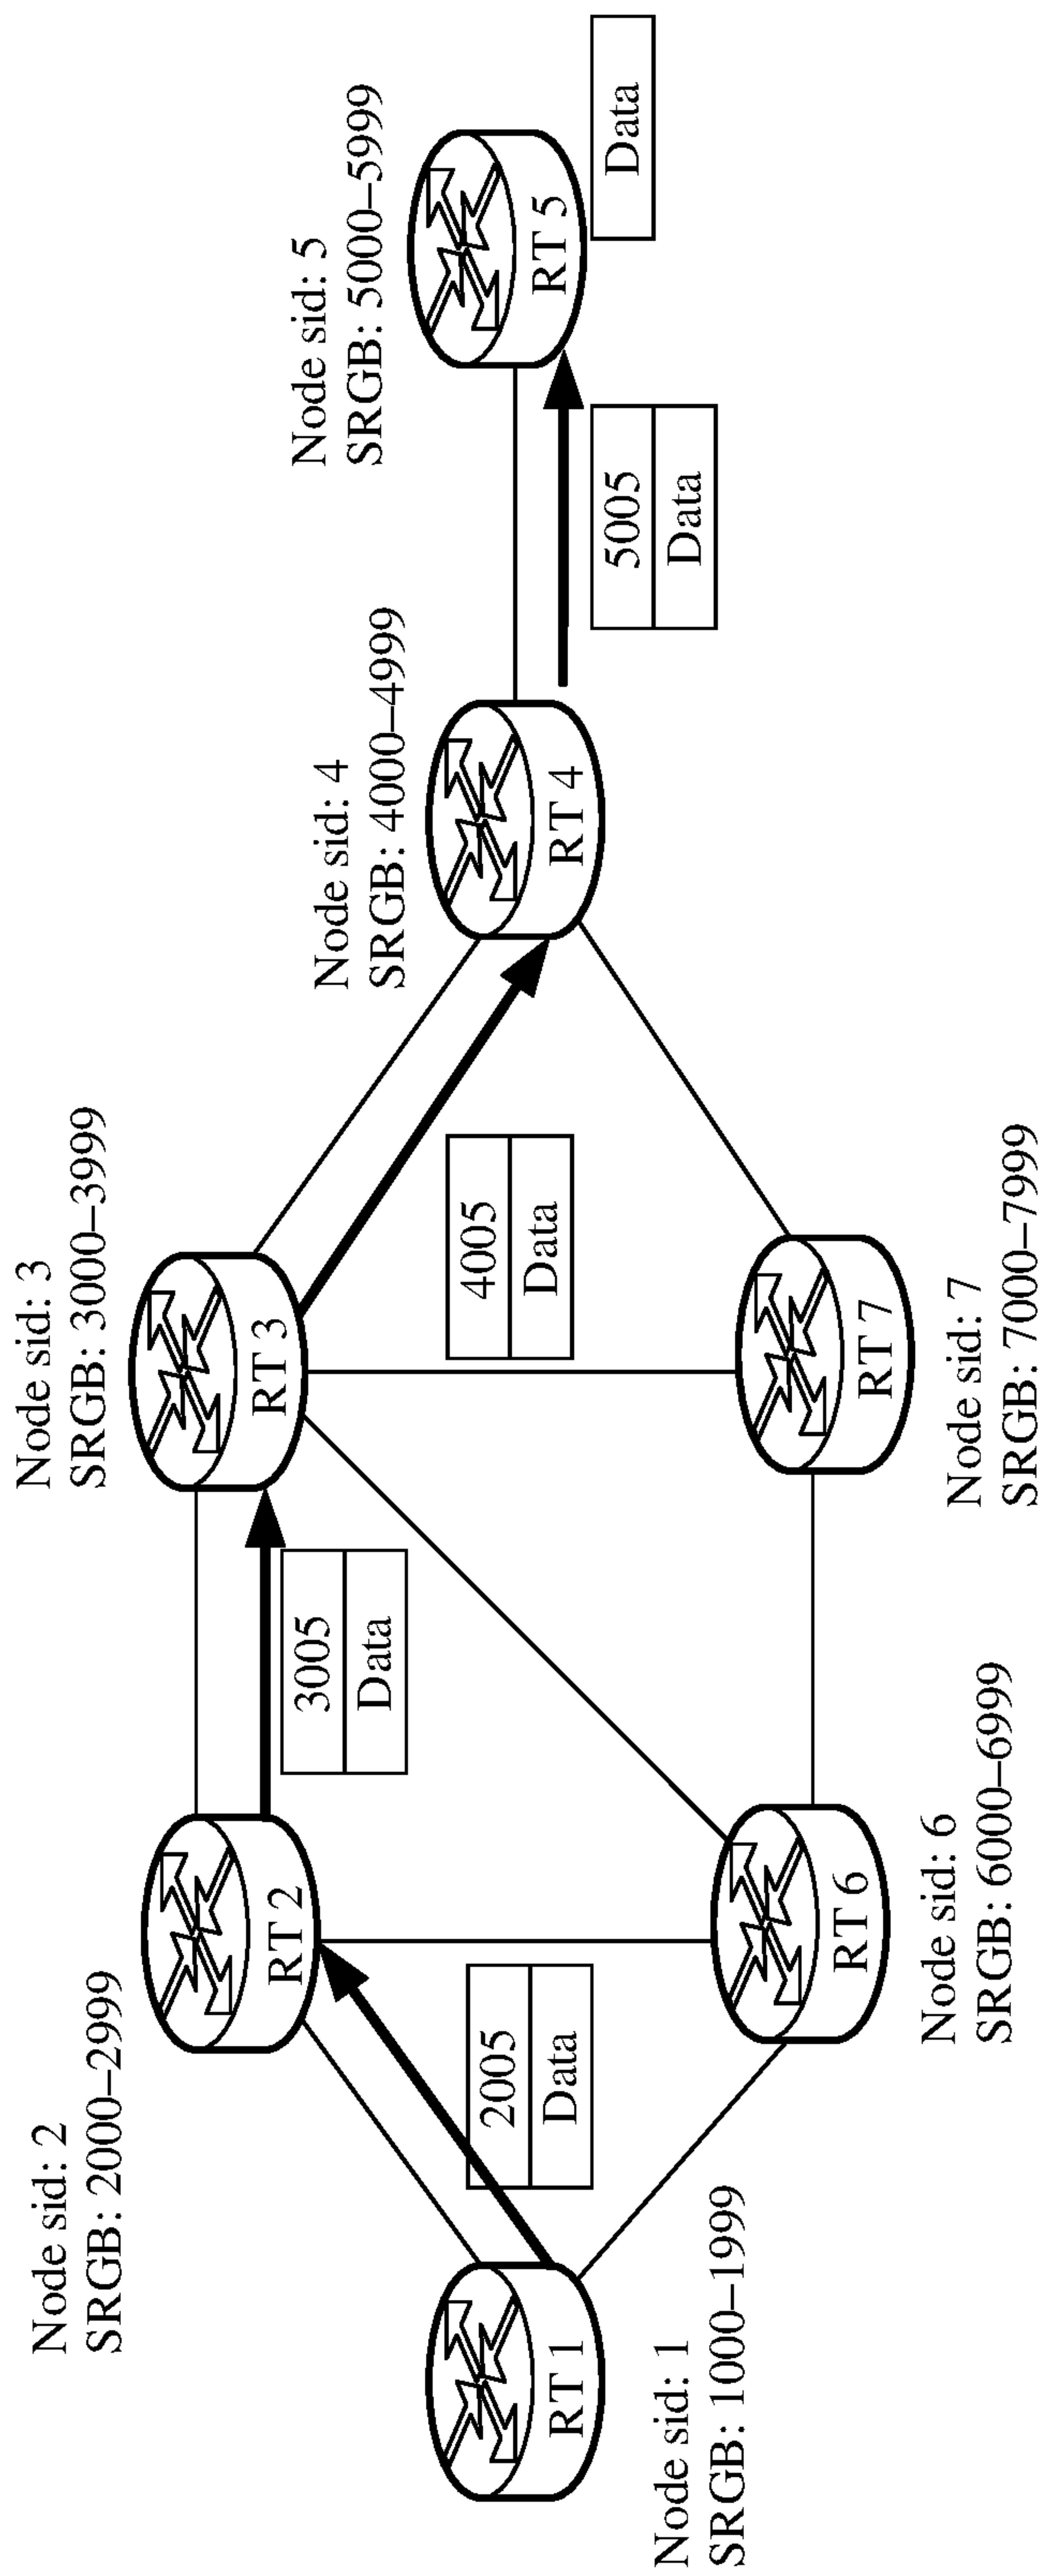 Node sid: 2
SRGB: 2000–2999
Node sid: 3
SRGB: 3000–3999
Node sid: 4
SRGB: 4000–4999
Node sid: 5
SRGB: 5000–5999
RT 2
3005
Data
RT 3
RT 1
2005
Data
4005
Data
RT 4
5005
Data
RT 5
Data
Node sid: 1
SRGB: 1000–1999
RT 6
Node sid: 6
SRGB: 6000–6999
RT 7
Node sid: 7
SRGB: 7000–7999